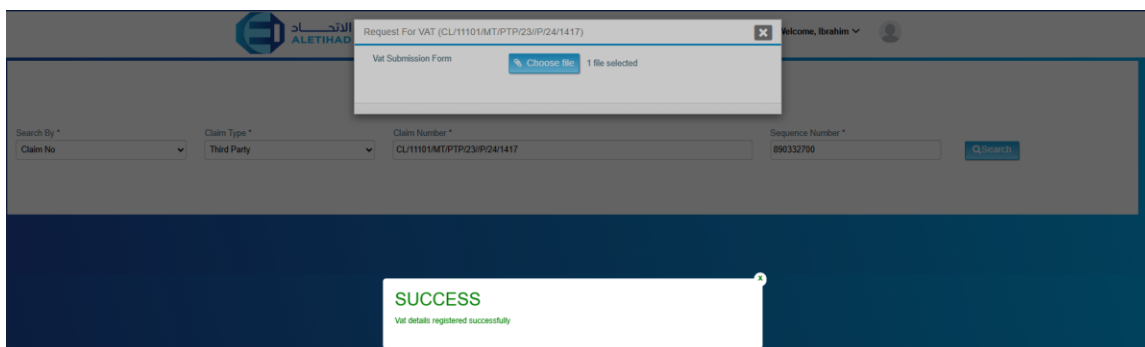 الاتحـــاد
ALETIHAD
Request For VAT (CL/11101/MT/PTP/23//P/24/1417)
Welcome, Ibrahim
Vat Submission Form
Choose file
1 file selected
Search By *
Claim Type *
Claim Number *
Sequence Number *
Claim No
Third Party
CL/11101/MT/PTP/23//P/24/1417
890332700
Search
x
SUCCESS
Vat details registered successfully